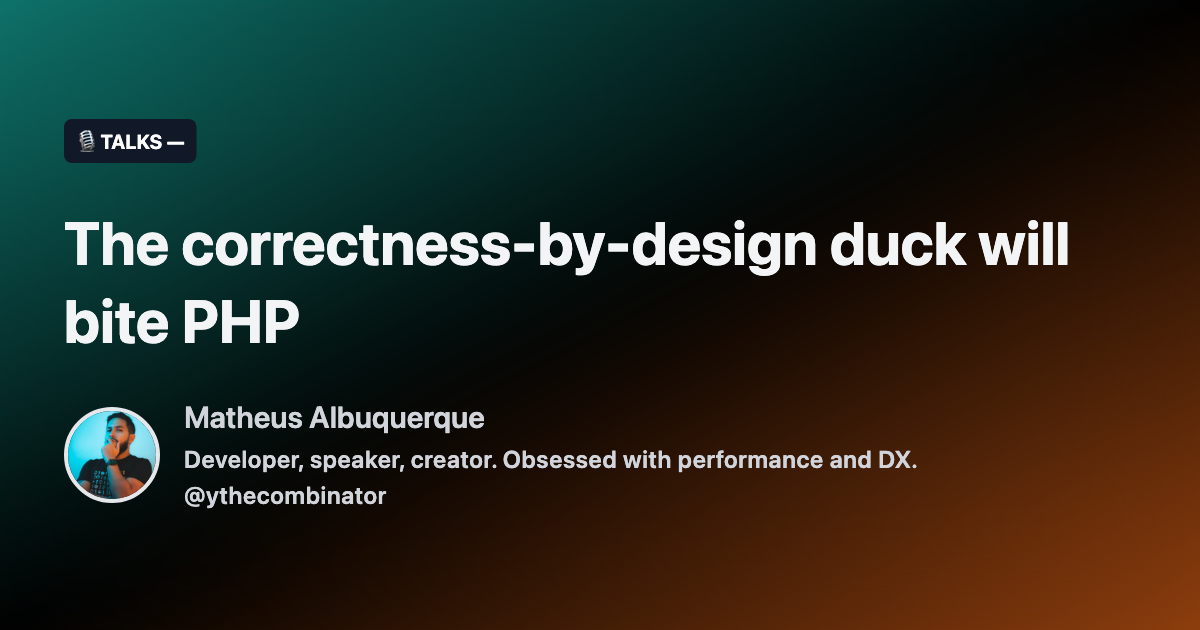 🎙 TALKS —
The correctness-by-design duck will
bite PHP
Matheus Albuquerque
Developer, speaker, creator. Obsessed with performance and DX.
@ythecombinator